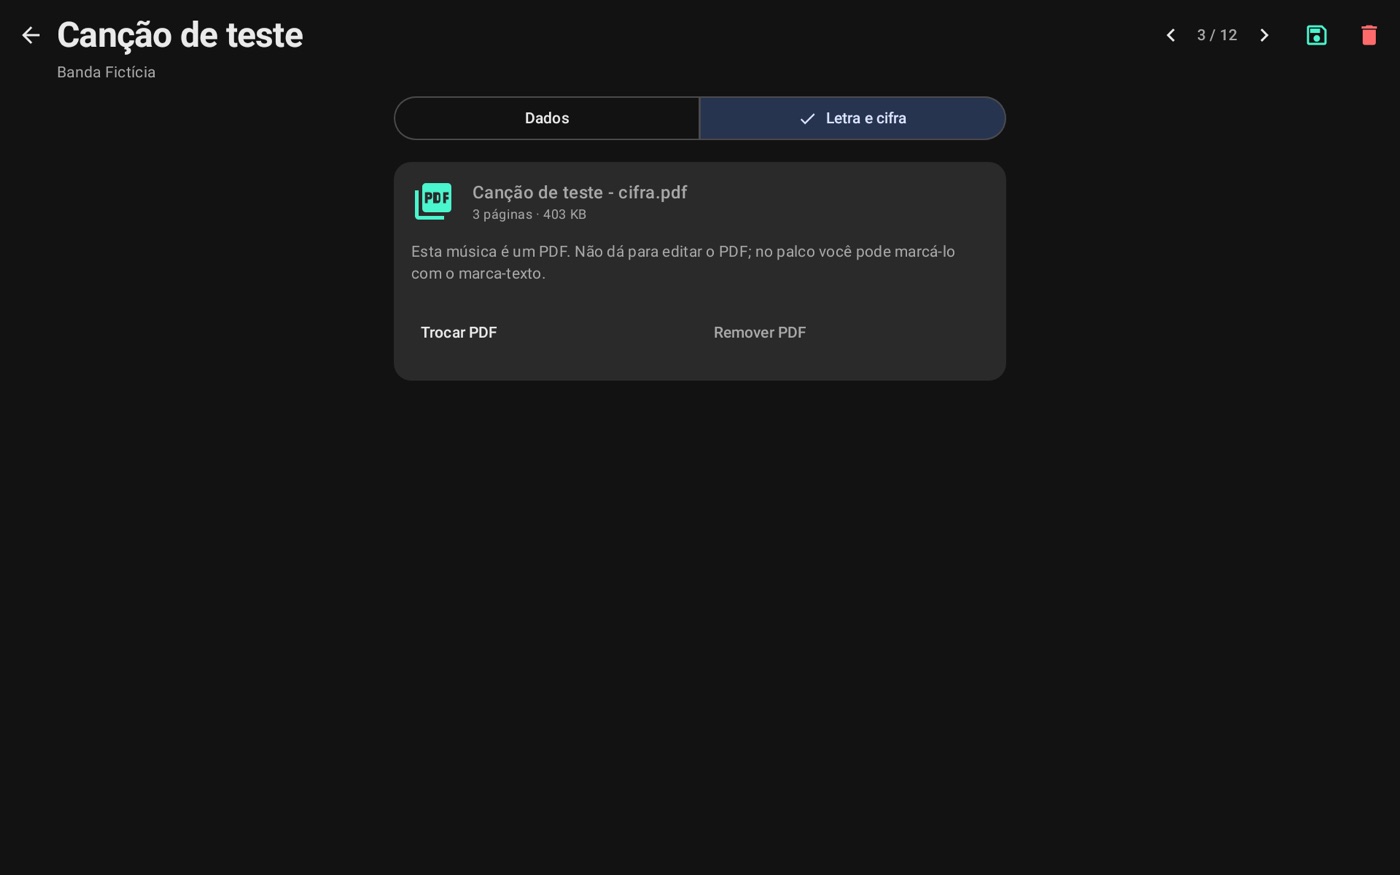 Canção de teste
3 / 12
Banda Fictícia
Dados
Letra e cifra
PDF
Canção de teste - cifra.pdf
3 páginas · 403 KB
Esta música é um PDF. Não dá para editar o PDF; no palco você pode marcá-lo
com o marca-texto.
Trocar PDF
Remover PDF